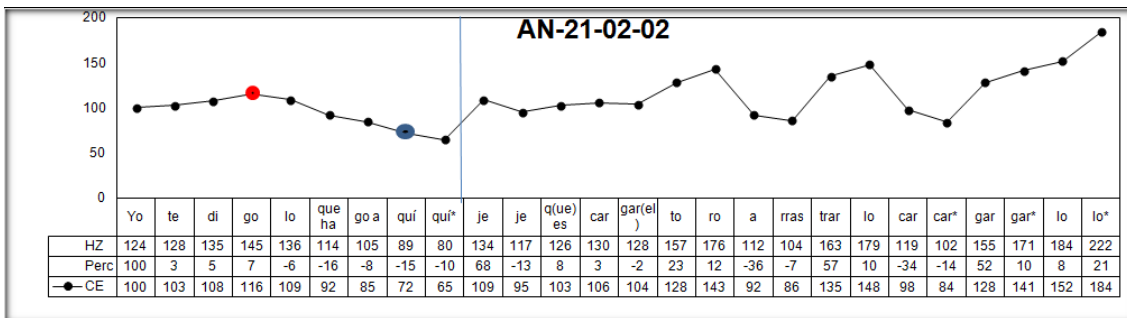 AN-21-02-02
200
150
100
50
0
Yo te di go lo que ha go a quí quí* je je q(ue) es car gar(el) to ro a rras trar lo car car* gar gar* lo lo*
HZ 124 128 135 145 136 114 105 89 80 134 117 126 130 128 157 176 112 104 163 179 119 102 155 171 184 222
Perc 100 3 5 7 -6 -16 -8 -15 -10 68 -13 8 3 -2 23 12 -36 -7 57 10 -34 -14 52 10 8 21
CE 100 103 108 116 109 92 85 72 65 109 95 103 106 104 128 143 92 86 135 148 98 84 128 141 152 184